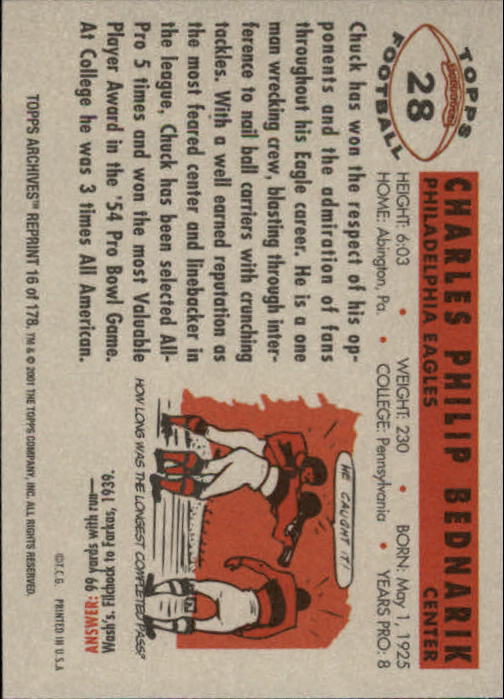 TOPPS
28
FOOTBALL
CHARLES PHILIP BEDNARIK
PHILADELPHIA EAGLES CENTER
HEIGHT: 6:03 • WEIGHT: 230 • BORN: May 1, 1925
HOME: Abington, Pa. • COLLEGE: Pennsylvania • YEARS PRO: 8
Chuck has won the respect of his op-
ponents and the admiration of fans
throughout his Eagle career. He is a one
man wrecking crew, blasting through inter-
ference to nail ball carriers with crunching
tackles. With a well earned reputation as
the most feared center and linebacker in
the league, Chuck has been selected All-
Pro 5 times and won the most Valuable
Player Award in the '54 Pro Bowl Game.
At College he was 3 times All American.
HE CAUGHT IT!
HOW LONG WAS THE LONGEST COMPLETED PASS?
ANSWER: 99 yards with run—
Wash's. Filchock to Farkas, 1939.
TOPPS ARCHIVES™ REPRINT 16 of 178. TM & © 2001 THE TOPPS COMPANY, INC. ALL RIGHTS RESERVED.
©T.C.G. PRINTED IN U.S.A